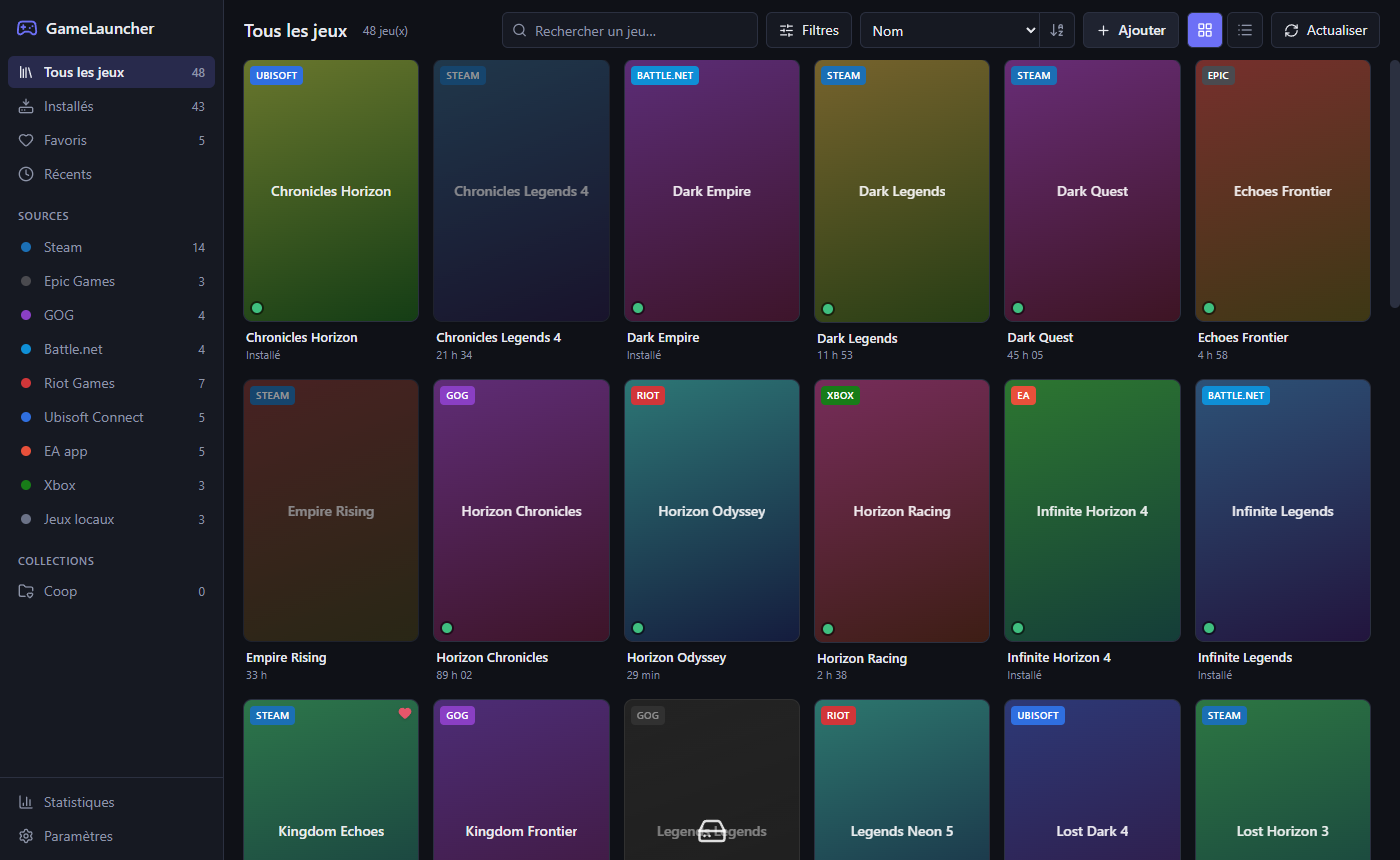 GameLauncher
Tous les jeux 48
Installés 43
Favoris 5
Récents
SOURCES
Steam 14
Epic Games 3
GOG 4
Battle.net 4
Riot Games 7
Ubisoft Connect 5
EA app 5
Xbox 3
Jeux locaux 3
COLLECTIONS
Coop 0
Statistiques
Paramètres
Tous les jeux 48 jeu(x) Rechercher un jeu... Filtres Nom Ajouter Actualiser
UBISOFT STEAM BATTLE.NET STEAM STEAM EPIC
Chronicles Horizon Chronicles Legends 4 Dark Empire Dark Legends Dark Quest Echoes Frontier
Chronicles Horizon Chronicles Legends 4 Dark Empire Dark Legends Dark Quest Echoes Frontier
Installé 21 h 34 Installé 11 h 53 45 h 05 4 h 58
STEAM GOG RIOT XBOX EA BATTLE.NET
Empire Rising Horizon Chronicles Horizon Odyssey Horizon Racing Infinite Horizon 4 Infinite Legends
Empire Rising Horizon Chronicles Horizon Odyssey Horizon Racing Infinite Horizon 4 Infinite Legends
33 h 89 h 02 29 min 2 h 38 Installé Installé
STEAM GOG GOG RIOT UBISOFT STEAM
Kingdom Echoes Kingdom Frontier Legends Legends Legends Neon 5 Lost Dark 4 Lost Horizon 3